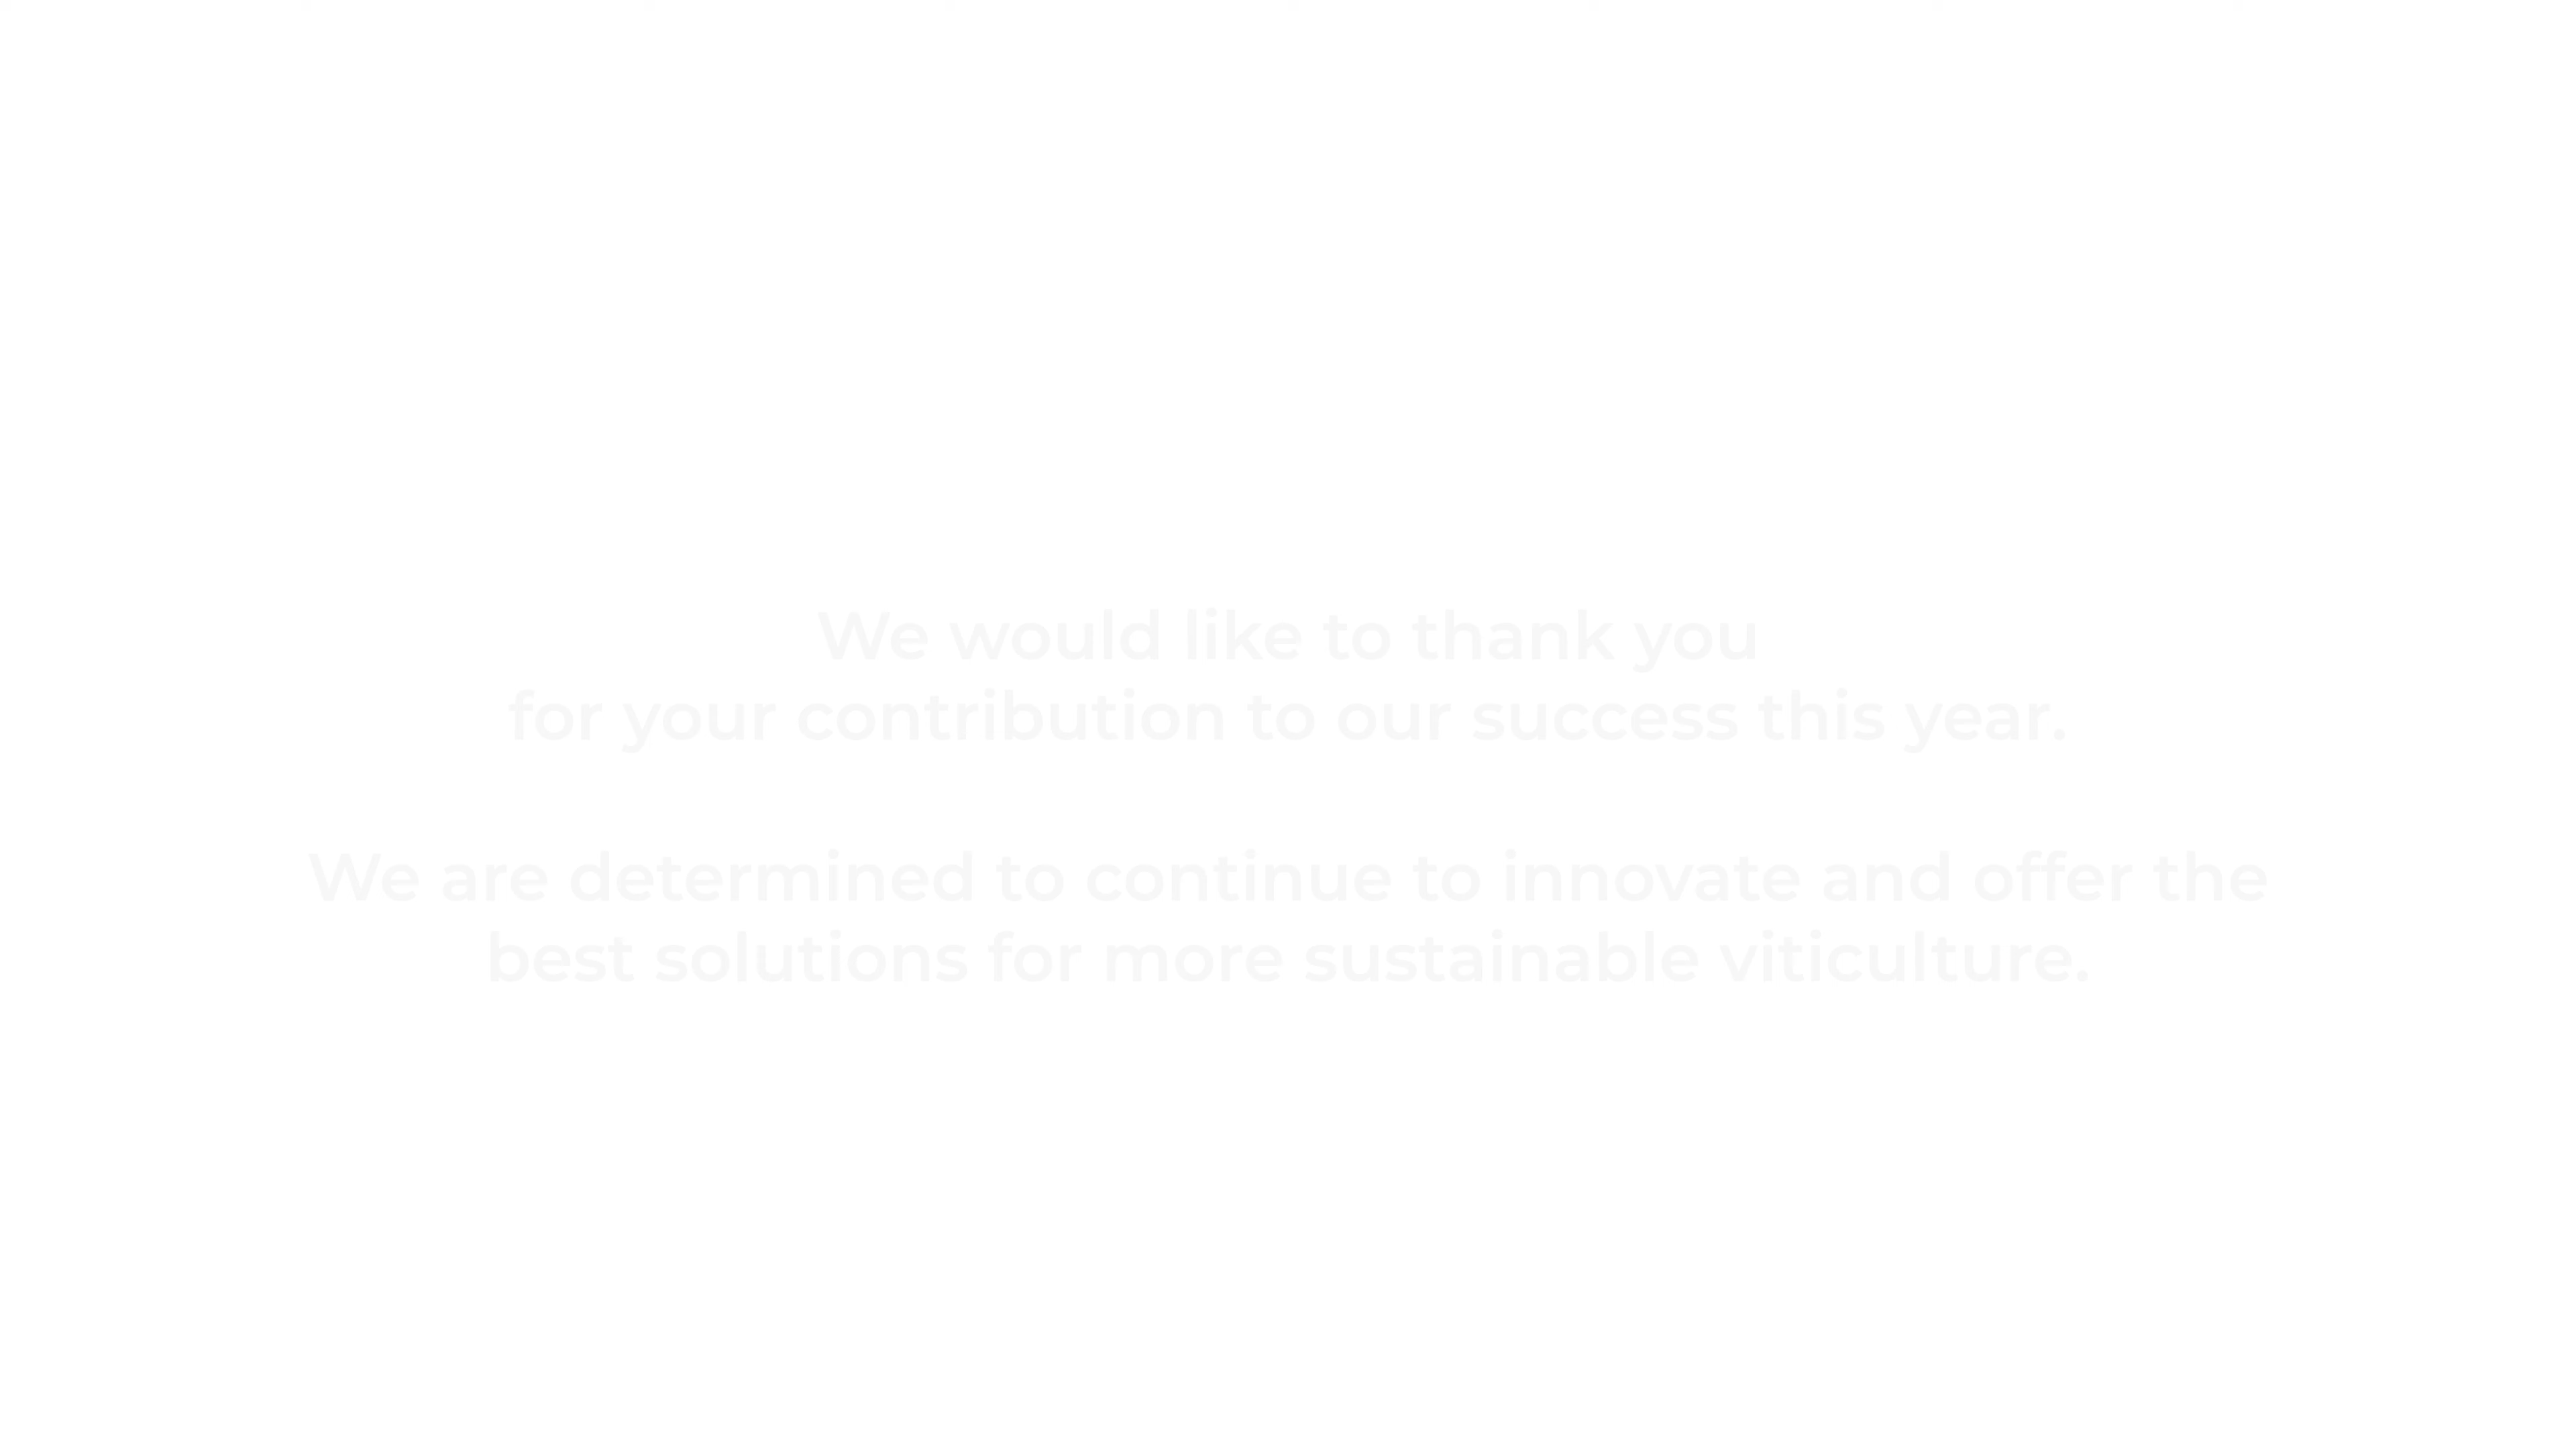 We would like to thank you
for your contribution to our success this year.
We are determined to continue to innovate and offer the
best solutions for more sustainable viticulture.